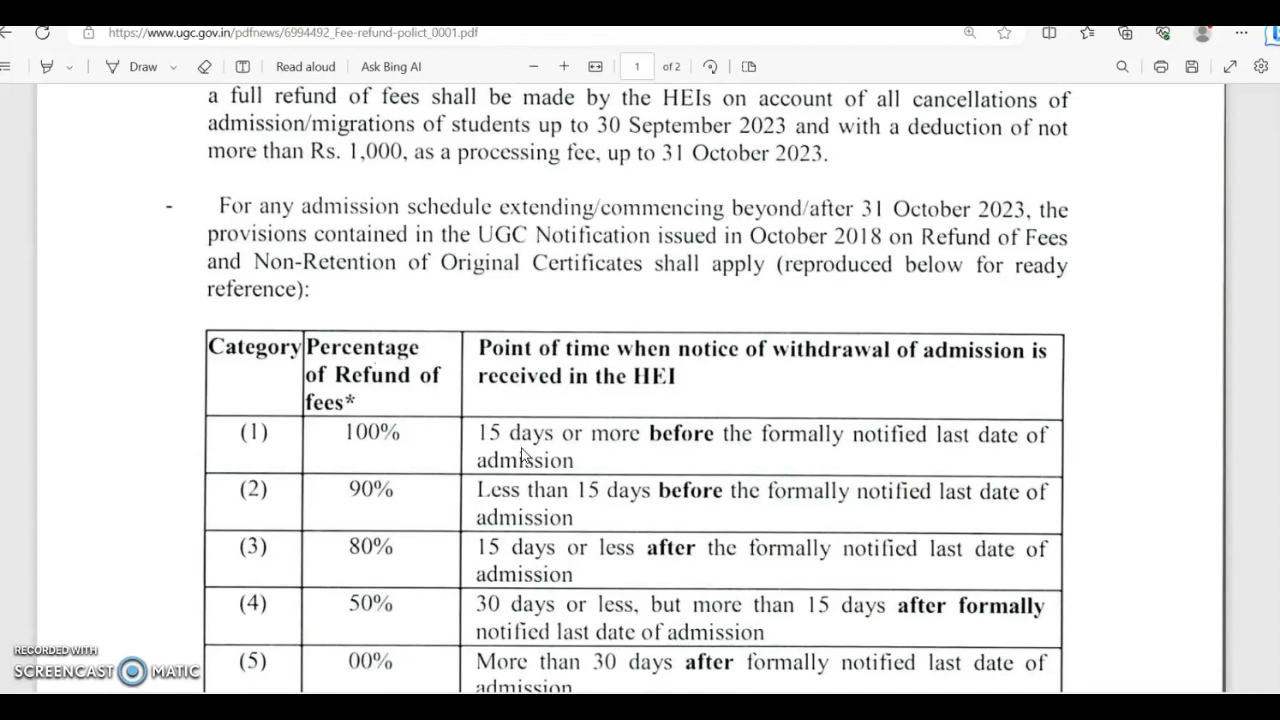 https://www.ugc.gov.in/pdfnews/6994492_Fee-refund-polict_0001.pdf
Draw
Read aloud
Ask Bing AI
1
of 2
a full refund of fees shall be made by the HEIs on account of all cancellations of
admission/migrations of students up to 30 September 2023 and with a deduction of not
more than Rs. 1,000, as a processing fee, up to 31 October 2023.
- For any admission schedule extending/commencing beyond/after 31 October 2023, the
provisions contained in the UGC Notification issued in October 2018 on Refund of Fees
and Non-Retention of Original Certificates shall apply (reproduced below for ready
reference):
Category
Percentage
of Refund of
fees*
Point of time when notice of withdrawal of admission is
received in the HEI
(1)
100%
15 days or more before the formally notified last date of
admission
(2)
90%
Less than 15 days before the formally notified last date of
admission
(3)
80%
15 days or less after the formally notified last date of
admission
(4)
50%
30 days or less, but more than 15 days after formally
notified last date of admission
(5)
00%
More than 30 days after formally notified last date of
admission
RECORDED WITH
SCREENCAST MATIC